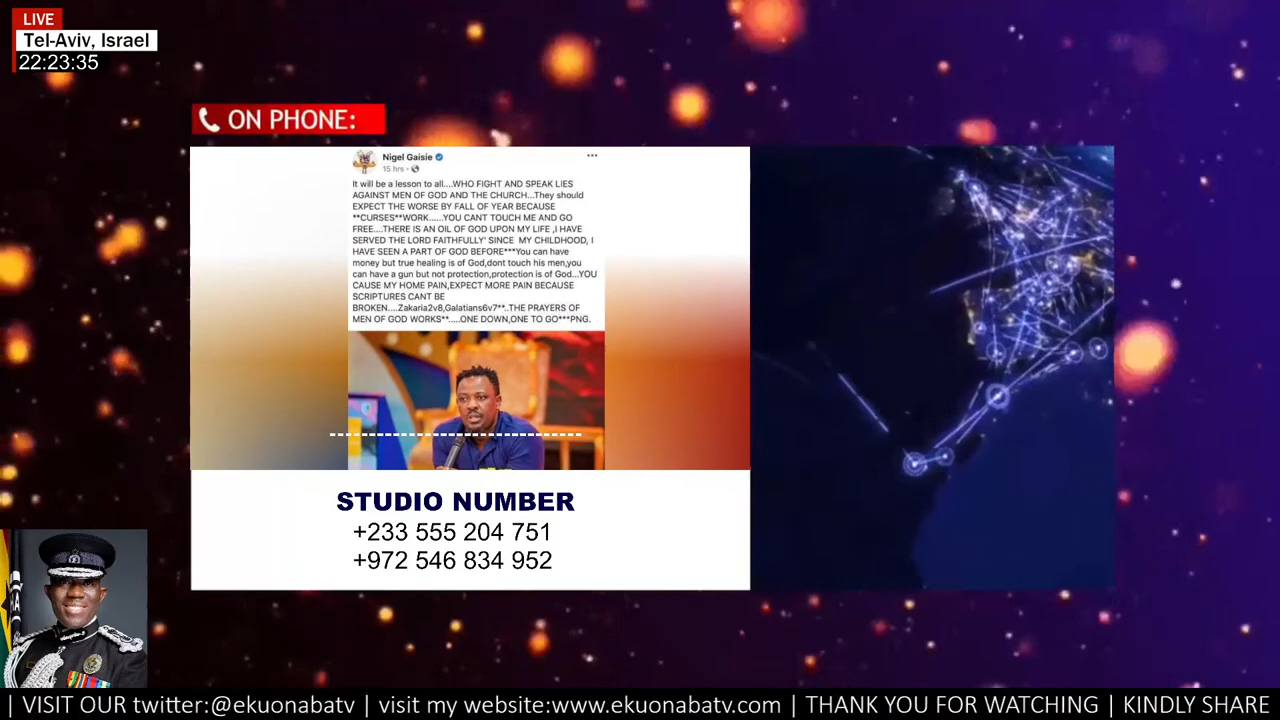 LIVE
Tel-Aviv, Israel
22:23:35
ON PHONE:
Nigel Gaisie
15 hrs ·
It will be a lesson to all....WHO FIGHT AND SPEAK LIES
AGAINST MEN OF GOD AND THE CHURCH...They should
EXPECT THE WORSE BY FALL OF YEAR BECAUSE
**CURSES**WORK......YOU CANT TOUCH ME AND GO
FREE....THERE IS AN OIL OF GOD UPON MY LIFE ,I HAVE
SERVED THE LORD FAITHFULLY' SINCE MY CHILDHOOD, I
HAVE SEEN A PART OF GOD BEFORE***You can have
money but true healing is of God,dont touch his men,you
can have a gun but not protection,protection is of God...YOU
CAUSE MY HOME PAIN,EXPECT MORE PAIN BECAUSE
SCRIPTURES CANT BE
BROKEN....Zakaria2v8,Galatians6v7**..THE PRAYERS OF
MEN OF GOD WORKS**.....ONE DOWN,ONE TO GO***PNG.
STUDIO NUMBER
+233 555 204 751
+972 546 834 952
| VISIT OUR twitter:@ekuonabatv | visit my website:www.ekuonabatv.com | THANK YOU FOR WATCHING | KINDLY SHARE